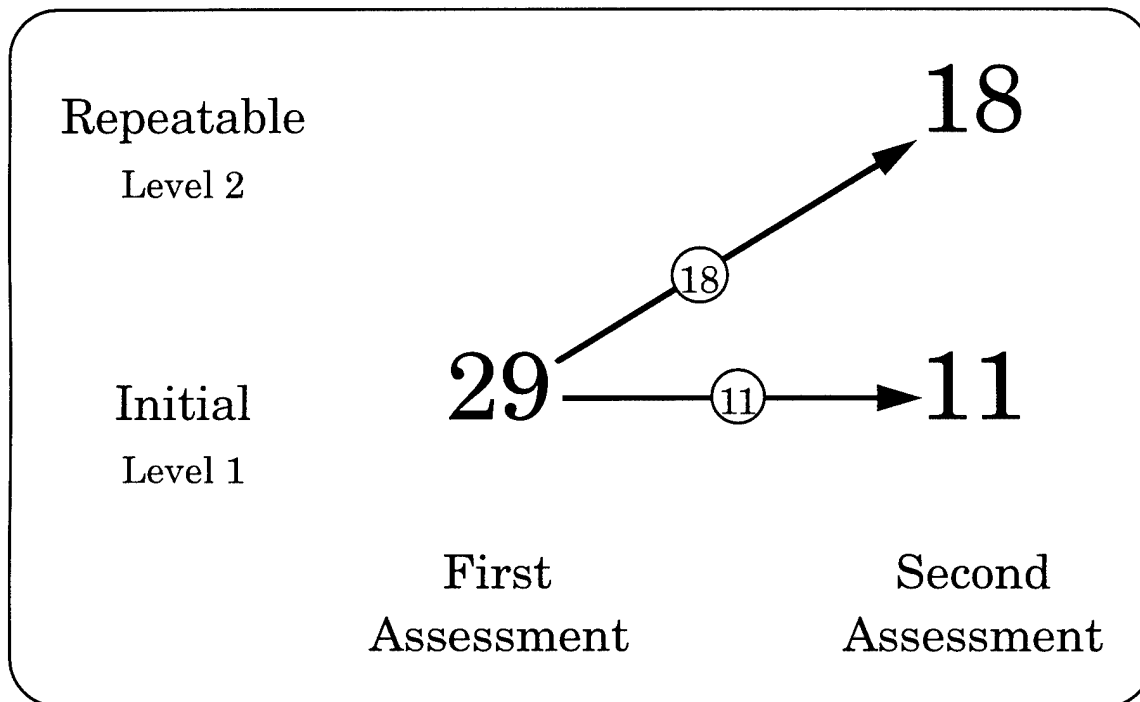 Repeatable
Level 2
18
18
Initial
Level 1
29
11
11
First
Assessment
Second
Assessment